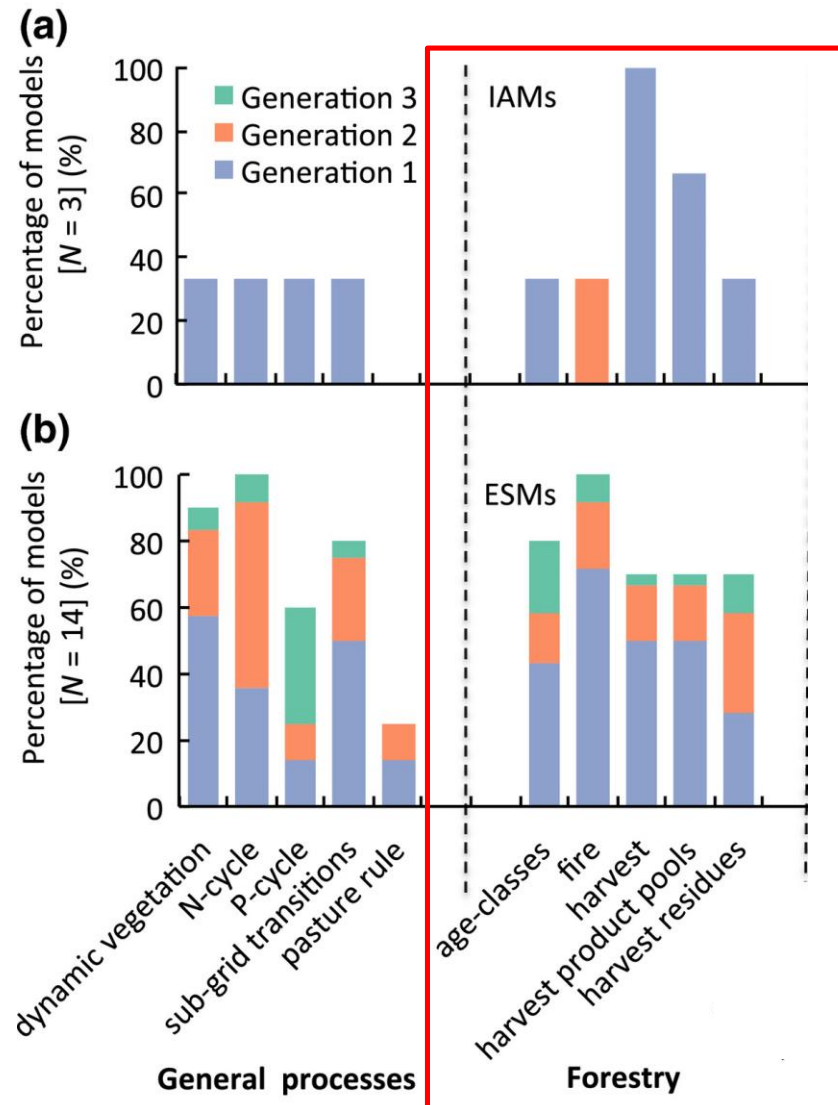 (a)
Percentage of models
[N = 3] (%)
100
80
60
40
20
0
Generation 3
Generation 2
Generation 1
IAMs
(b)
Percentage of models
[N = 14] (%)
100
80
60
40
20
0
ESMs
dynamic vegetation
N-cycle
P-cycle
sub-grid transitions
pasture rule
age-classes
fire
harvest
harvest product pools
harvest residues
General processes
Forestry